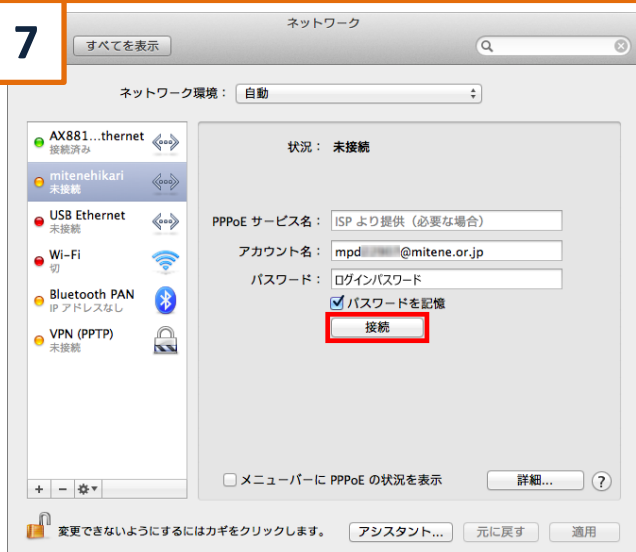 7
ネットワーク
すべてを表示
ネットワーク環境： 自動
AX881...thernet
接続済み
mitenehikari
未接続
USB Ethernet
未接続
Wi-Fi
切
Bluetooth PAN
IP アドレスなし
VPN (PPTP)
未接続
状況： 未接続
PPPoE サービス名： ISP より提供（必要な場合）
アカウント名： mpd @mitene.or.jp
パスワード： ログインパスワード
パスワードを記憶
接続
メニューバーに PPPoE の状況を表示
詳細...
?
+ −
変更できないようにするにはカギをクリックします。
アシスタント...
元に戻す
適用